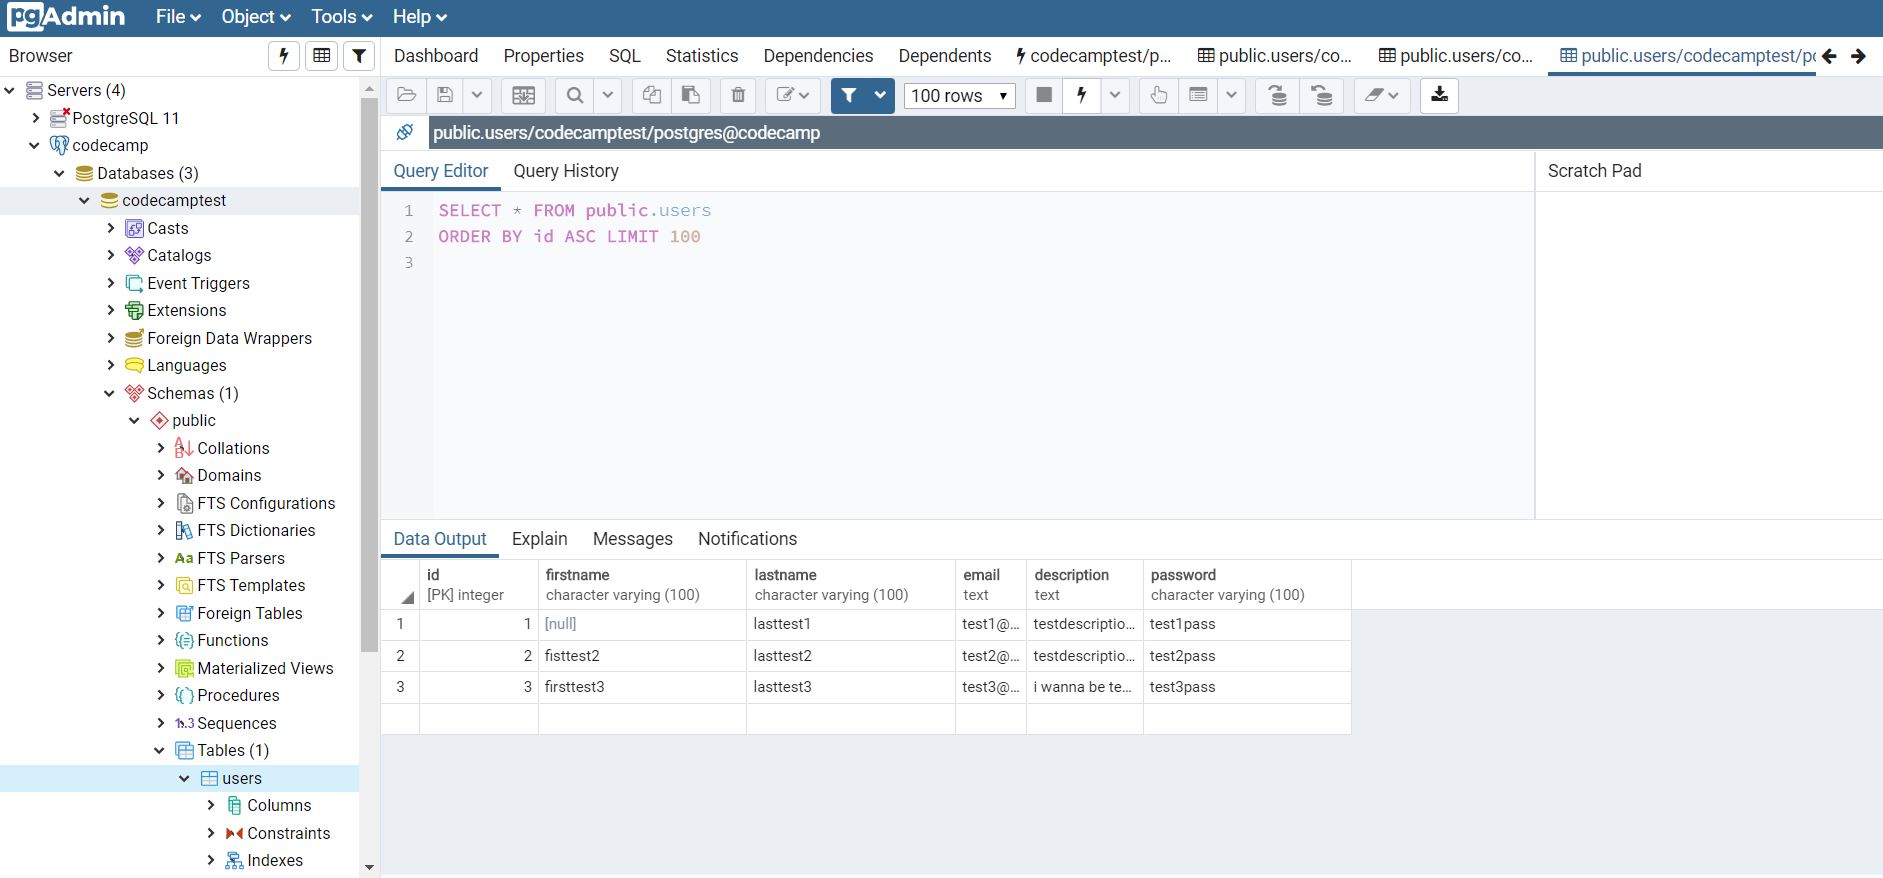 pgAdmin File Object Tools Help
Browser
Dashboard Properties SQL Statistics Dependencies Dependents codecamptest/p... public.users/co... public.users/co... public.users/codecamptest/po
Servers (4)
PostgreSQL 11
codecamp
Databases (3)
codecamptest
Casts
Catalogs
Event Triggers
Extensions
Foreign Data Wrappers
Languages
Schemas (1)
public
Collations
Domains
FTS Configurations
FTS Dictionaries
Aa FTS Parsers
FTS Templates
Foreign Tables
Functions
Materialized Views
Procedures
1..3 Sequences
Tables (1)
users
Columns
Constraints
Indexes
100 rows
public.users/codecamptest/postgres@codecamp
Query Editor Query History
Scratch Pad
1 SELECT * FROM public.users
2 ORDER BY id ASC LIMIT 100
3
Data Output Explain Messages Notifications
id firstname lastname email description password
[PK] integer character varying (100) character varying (100) text text character varying (100)
1 1 [null] lasttest1 test1@... testdescriptio... test1pass
2 2 fisttest2 lasttest2 test2@... testdescriptio... test2pass
3 3 firsttest3 lasttest3 test3@... i wanna be te... test3pass